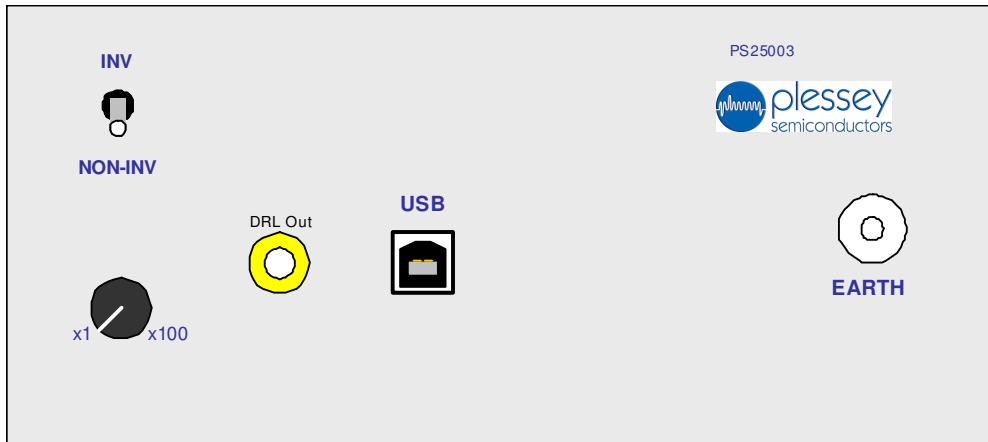 INV
NON-INV
x1
x100
DRL Out
USB
PS25003
plessey
semiconductors
EARTH